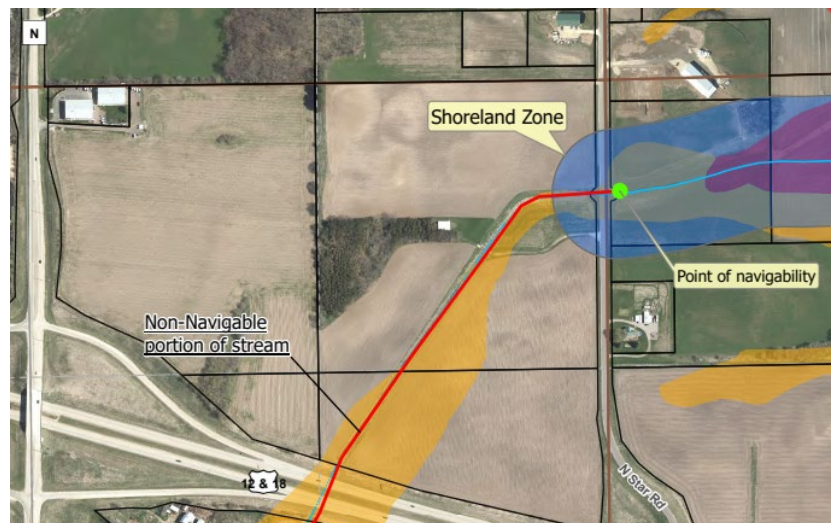 N
Shoreland Zone
Point of navigability
Non-Navigable
portion of stream
12 & 18
N Star Rd